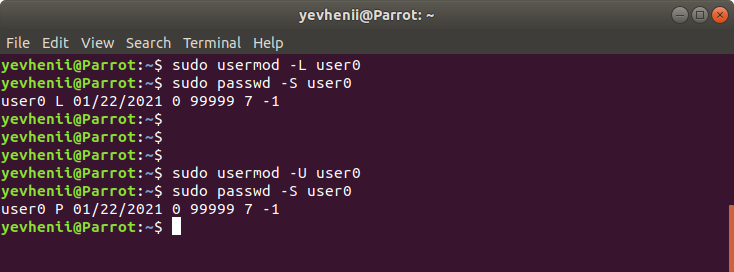 yevhenii@Parrot: ~
File Edit View Search Terminal Help
yevhenii@Parrot:~$ sudo usermod -L user0
yevhenii@Parrot:~$ sudo passwd -S user0
user0 L 01/22/2021 0 99999 7 -1
yevhenii@Parrot:~$
yevhenii@Parrot:~$
yevhenii@Parrot:~$
yevhenii@Parrot:~$ sudo usermod -U user0
yevhenii@Parrot:~$ sudo passwd -S user0
user0 P 01/22/2021 0 99999 7 -1
yevhenii@Parrot:~$